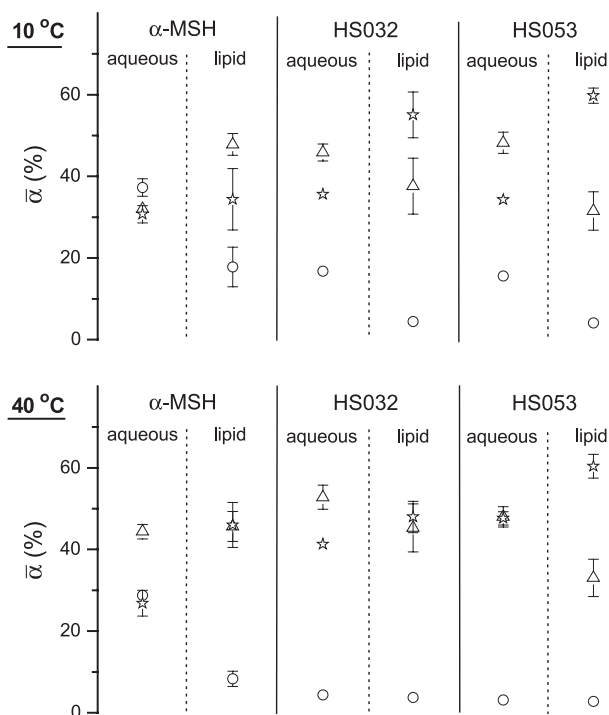 10 °C
α-MSH HS032 HS053
aqueous lipid aqueous lipid aqueous lipid
60
40
20
0
ᾱ (%)
40 °C
α-MSH HS032 HS053
aqueous lipid aqueous lipid aqueous lipid
60
40
20
0
ᾱ (%)